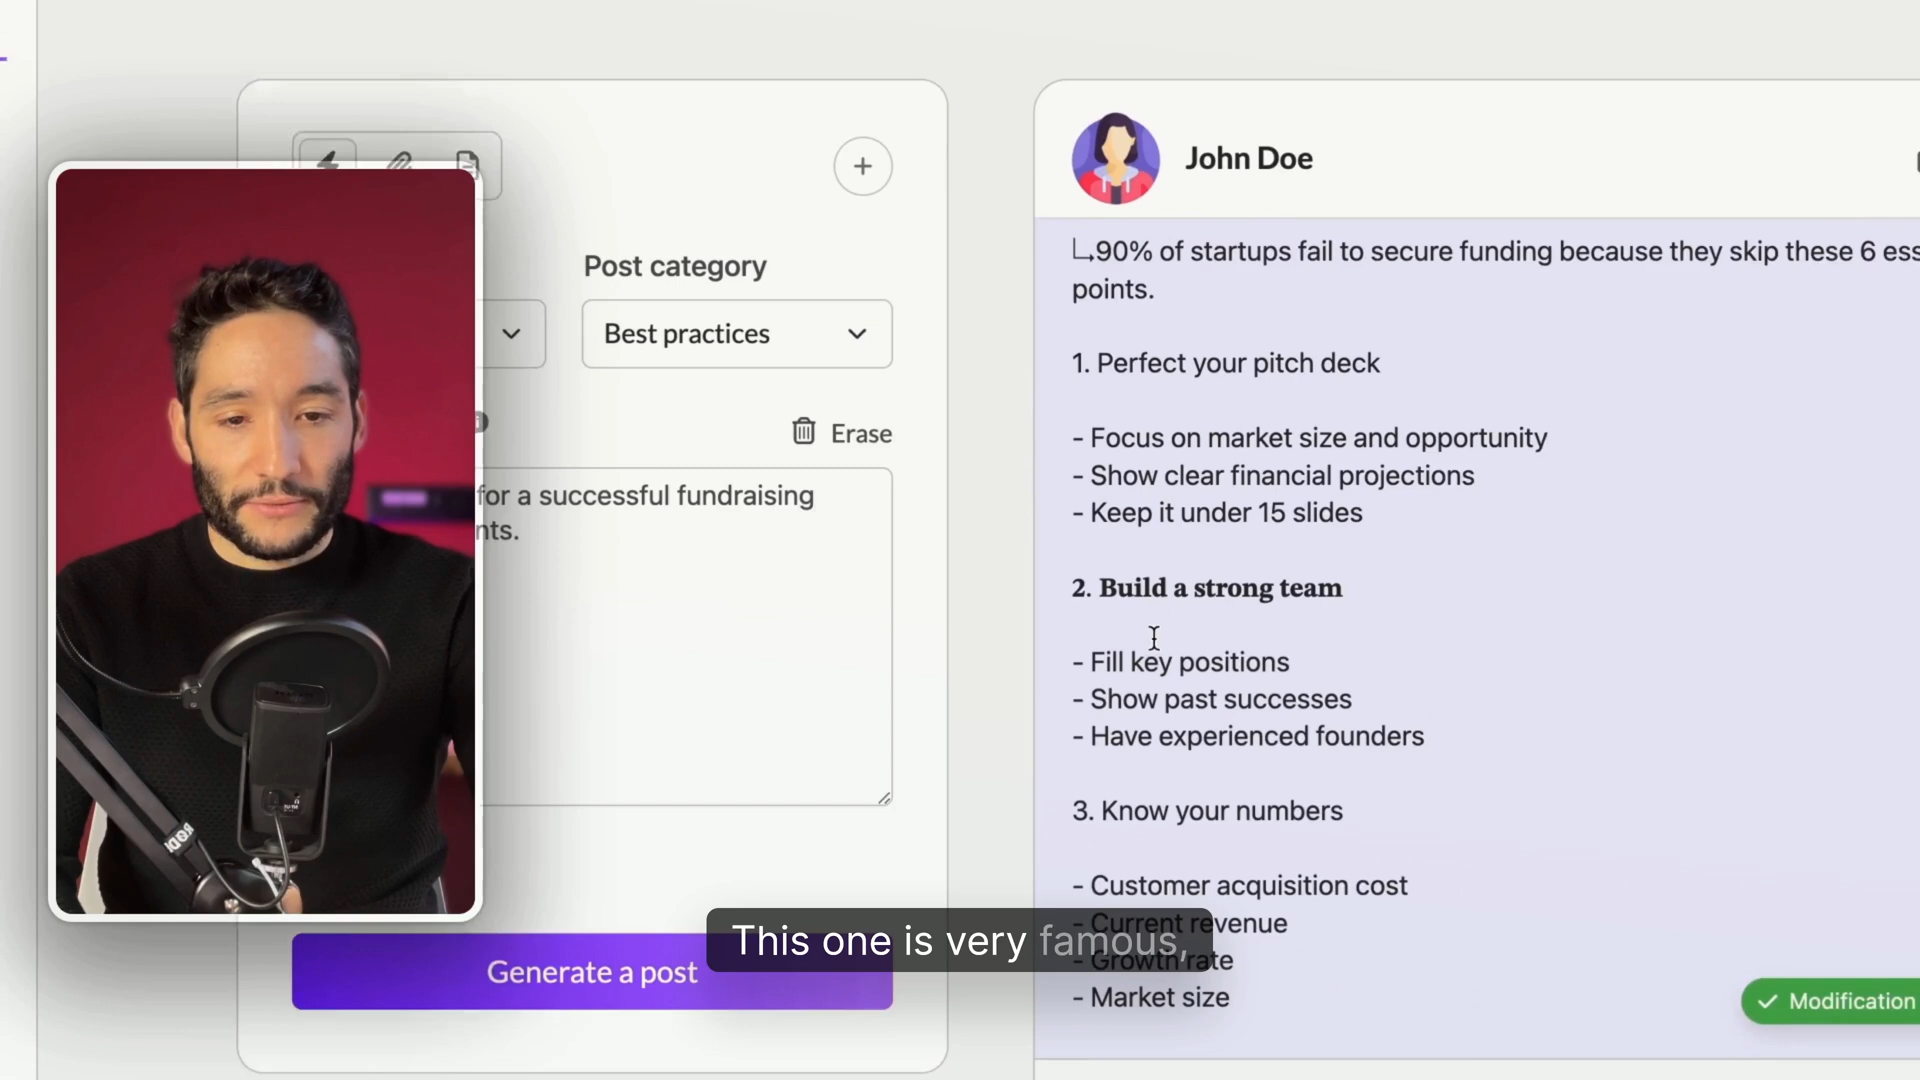 John Doe
Post category
Best practices
Erase
for a successful fundraising
nts.
Generate a post
↳90% of startups fail to secure funding because they skip these 6 ess
points.
1. Perfect your pitch deck
- Focus on market size and opportunity
- Show clear financial projections
- Keep it under 15 slides
2. Build a strong team
- Fill key positions
- Show past successes
- Have experienced founders
3. Know your numbers
- Customer acquisition cost
- Current revenue
- Growth rate
- Market size
This one is very famous,
Modification